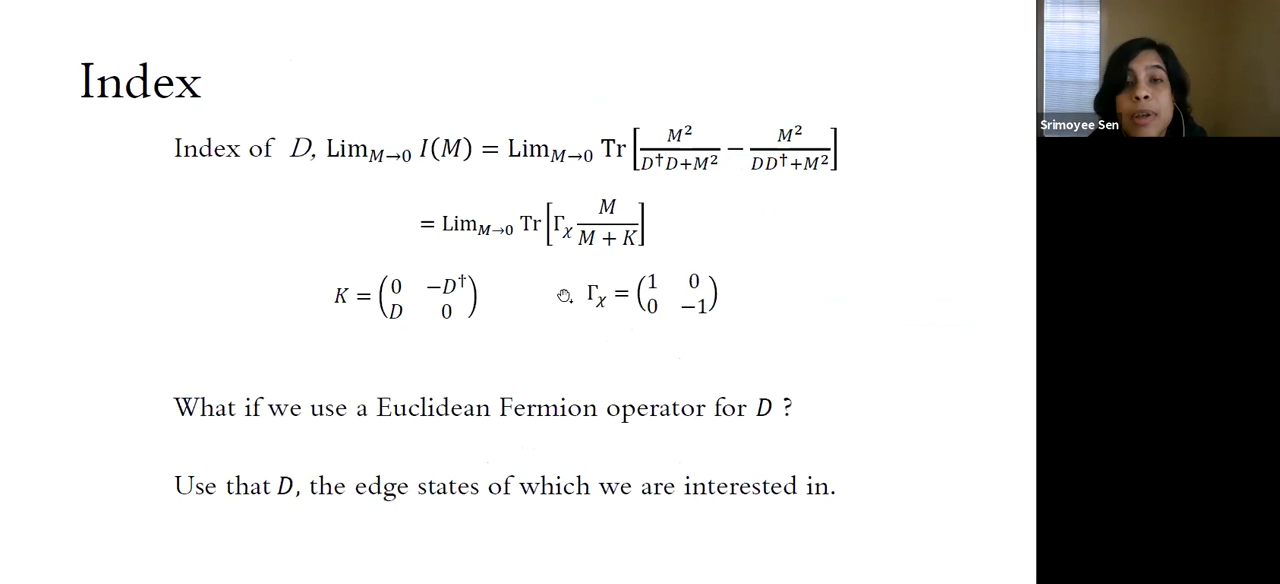 Index
Index of D, Lim_{M→0} I(M) = Lim_{M→0} Tr[M²/(D†D+M²) − M²/(DD†+M²)]
= Lim_{M→0} Tr[Γ_χ M/(M + K)]
K = (0 −D† ; D 0) Γ_χ = (1 0 ; 0 −1)
What if we use a Euclidean Fermion operator for D ?
Use that D, the edge states of which we are interested in.
Srimoyee Sen